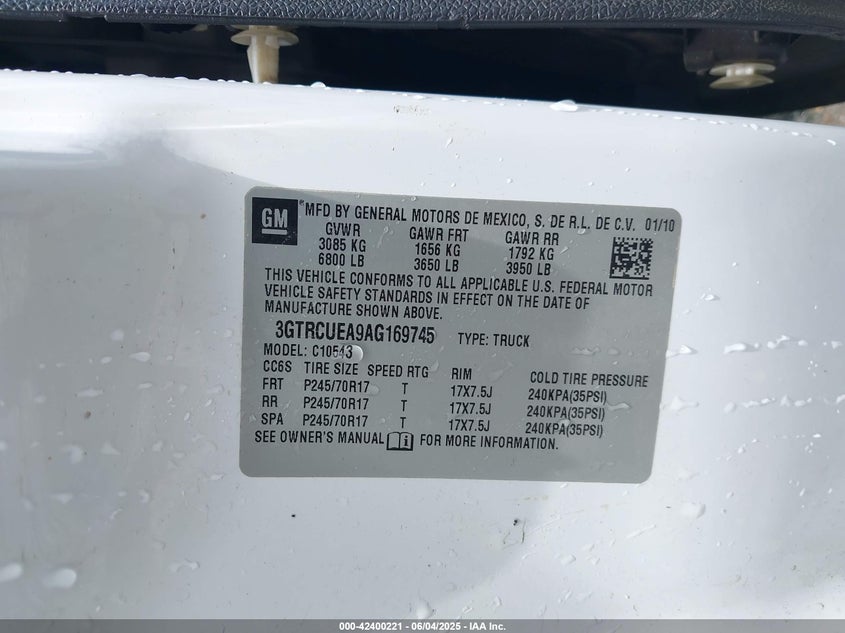 GM ®MFD BY GENERAL MOTORS DE MEXICO, S. DE R.L. DE C.V. 01/10
GVWR GAWR FRT GAWR RR
3085 KG 1656 KG 1792 KG
6800 LB 3650 LB 3950 LB
THIS VEHICLE CONFORMS TO ALL APPLICABLE U.S. FEDERAL MOTOR
VEHICLE SAFETY STANDARDS IN EFFECT ON THE DATE OF
MANUFACTURE SHOWN ABOVE.
3GTRCUEA9AG169745 TYPE: TRUCK
MODEL: C10543
CC6S TIRE SIZE SPEED RTG RIM COLD TIRE PRESSURE
FRT P245/70R17 T 17X7.5J 240KPA(35PSI)
RR P245/70R17 T 17X7.5J 240KPA(35PSI)
SPA P245/70R17 T 17X7.5J 240KPA(35PSI)
SEE OWNER'S MANUAL FOR MORE INFORMATION.
000-42400221 - 06/04/2025 - IAA Inc.